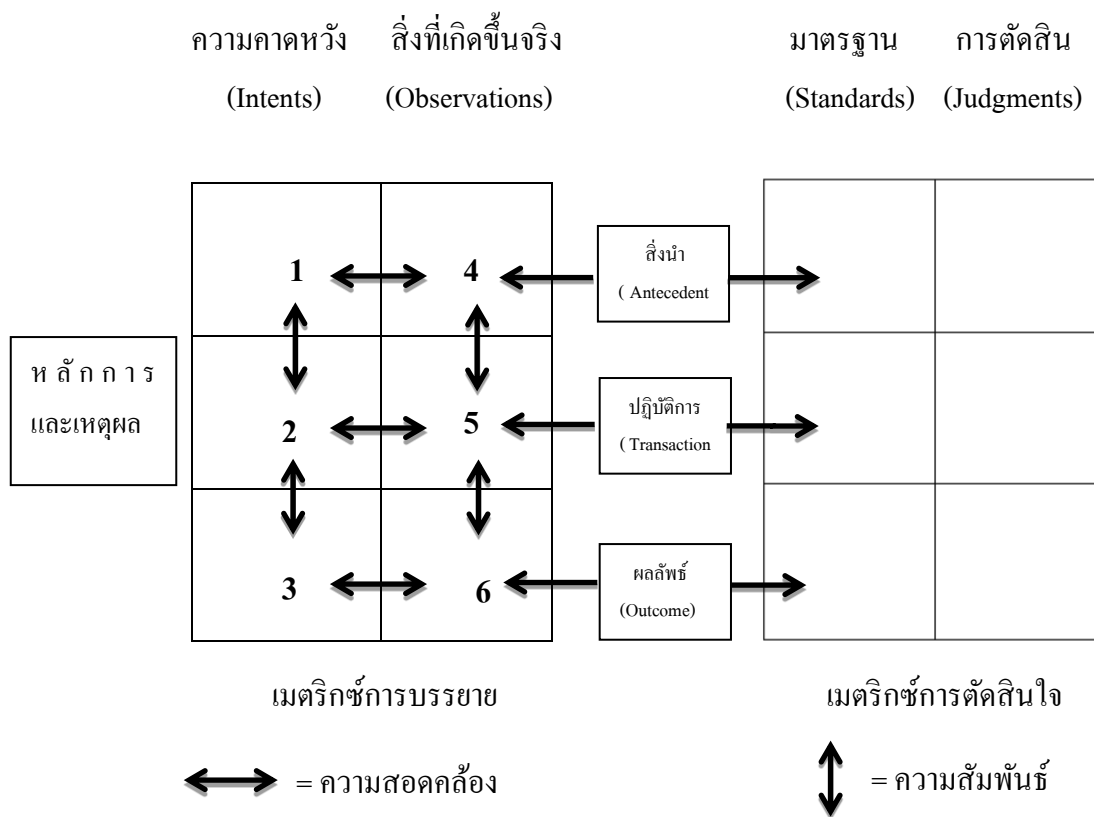 ความคาดหวัง สิ่งที่เกิดขึ้นจริง มาตรฐาน การตัดสิน
(Intents) (Observations) (Standards) (Judgments)
1 4
สิ่งนำ
( Antecedent
หลักการ
และเหตุผล
2 5
ปฏิบัติการ
( Transaction
3 6
ผลลัพธ์
(Outcome)
เมตริกซ์การบรรยาย เมตริกซ์การตัดสินใจ
= ความสอดคล้อง = ความสัมพันธ์